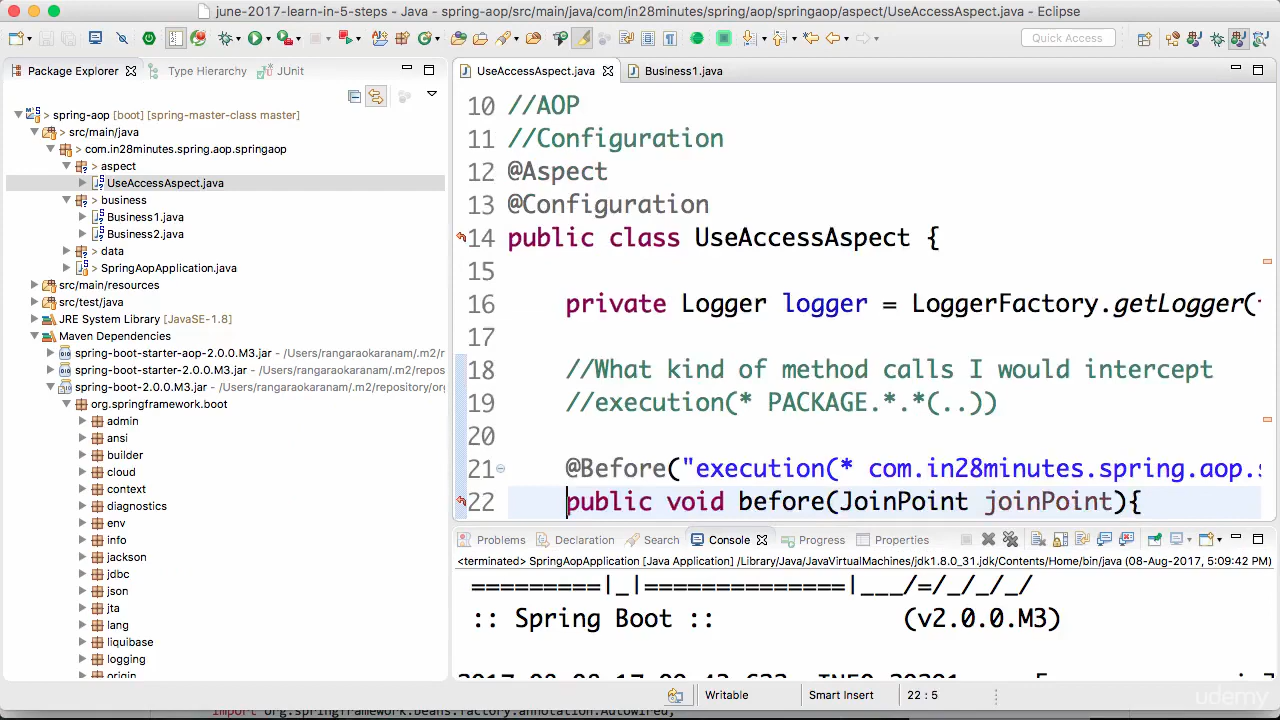 june-2017-learn-in-5-steps - Java - spring-aop/src/main/java/com/in28minutes/spring/aop/springaop/aspect/UseAccessAspect.java - Eclipse
Quick Access
Package Explorer
Type Hierarchy
JUnit
> spring-aop [boot] [spring-master-class master]
> src/main/java
> com.in28minutes.spring.aop.springaop
> aspect
UseAccessAspect.java
> business
Business1.java
Business2.java
> data
> SpringAopApplication.java
src/main/resources
src/test/java
JRE System Library [JavaSE-1.8]
Maven Dependencies
spring-boot-starter-aop-2.0.0.M3.jar - /Users/rangaraokaranam/.m2/r
spring-boot-starter-2.0.0.M3.jar - /Users/rangaraokaranam/.m2/repos
spring-boot-2.0.0.M3.jar - /Users/rangaraokaranam/.m2/repository/or
org.springframework.boot
admin
ansi
builder
cloud
context
diagnostics
env
info
jackson
jdbc
json
jta
lang
liquibase
logging
origin
UseAccessAspect.java
Business1.java
10 //AOP
11 //Configuration
12 @Aspect
13 @Configuration
14 public class UseAccessAspect {
15
16 private Logger logger = LoggerFactory.getLogger(
17
18 //What kind of method calls I would intercept
19 //execution(* PACKAGE.*.*(..))
20
21 @Before("execution(* com.in28minutes.spring.aop.
22 public void before(JoinPoint joinPoint){
Problems
Declaration
Search
Console
Progress
Properties
<terminated> SpringAopApplication [Java Application] /Library/Java/JavaVirtualMachines/jdk1.8.0_31.jdk/Contents/Home/bin/java (08-Aug-2017, 5:09:42 PM)
=========|_|==============|___/=/_/_/_/
:: Spring Boot :: (v2.0.0.M3)
Writable
Smart Insert
22 : 5
import org.springframework.beans.factory.annotation.Autowired;
udemy